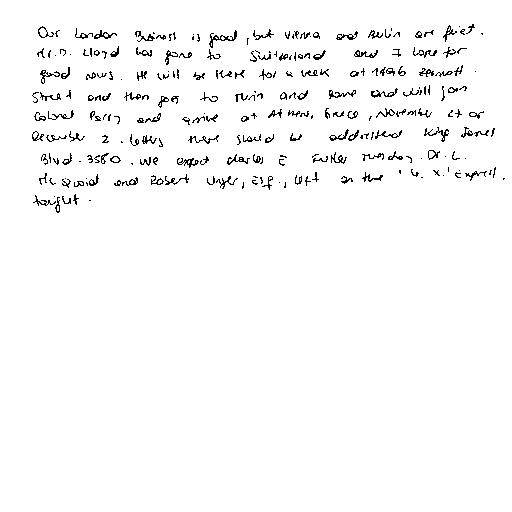 Our London Business is good, but Vienna and Berlin are quiet.
Mr. D. Lloyd has gone to Switzerland and I hope for
good news. He will be there for a week at 1496 Zermott
Street and then goes to Turin and Rome and will join
Colonel Parry and arrive at Athens, Greece, November 27 or
December 2. Letters there should be addressed King James
Blvd. 3580. We expect Charles E Fuller Tuesday. Dr. L.
Mc Quaid and Robert Unger, Esq., left on the 'Y. X.' Express,
tonight.